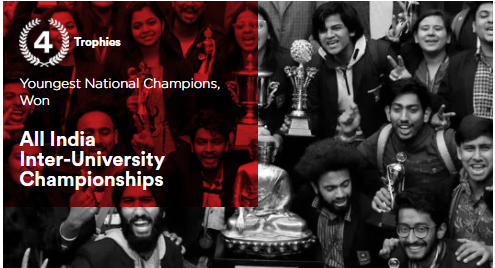 4 Trophies
Youngest National Champions,
Won
All India
Inter-University
Championships